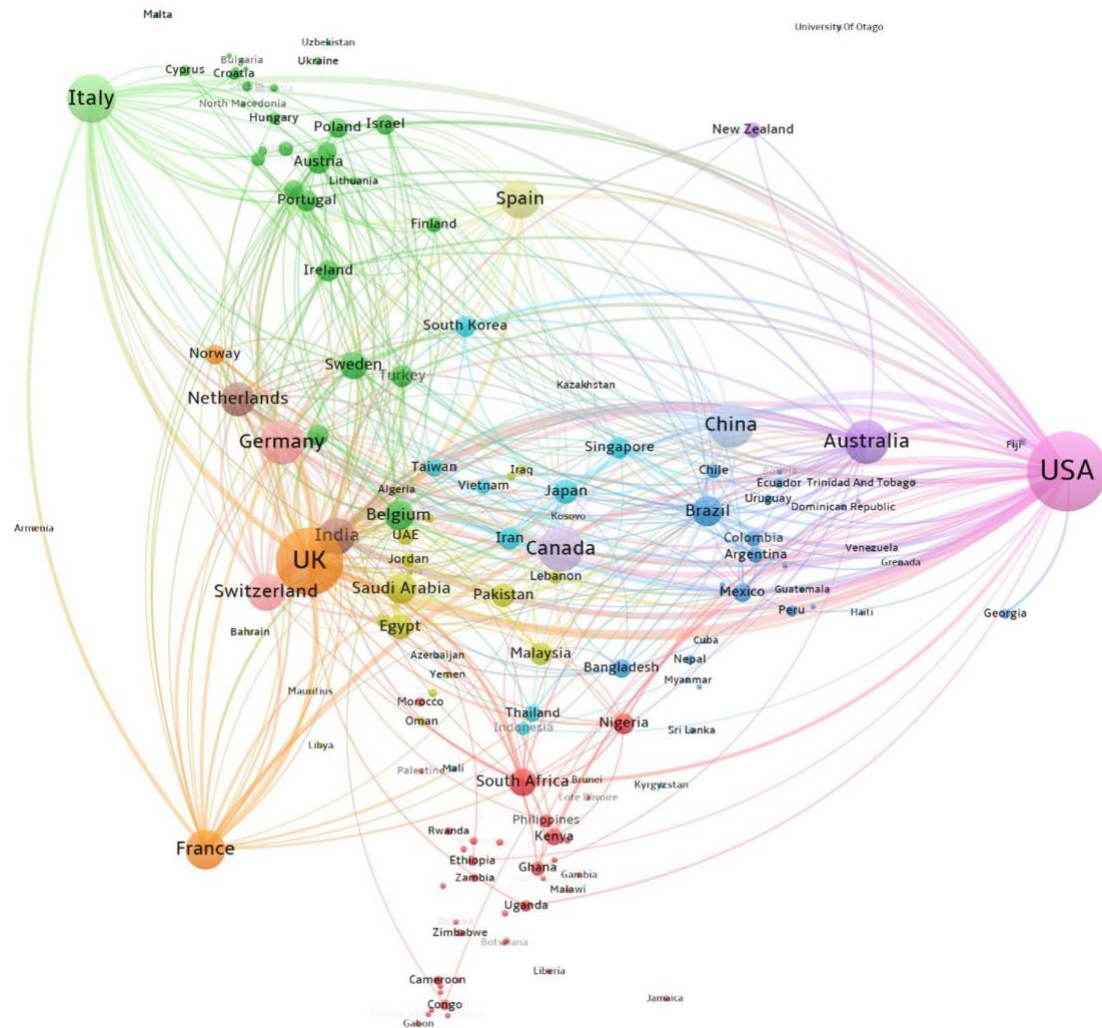 Malta
University Of Otago
Uzbekistan
Bulgaria
Ukraine
Cyprus
Croatia
Italy
North Macedonia
Hungary
Poland
Israel
New Zealand
Austria
Lithuania
Portugal
Spain
Finland
Ireland
South Korea
Norway
Sweden
Turkey
Kazakhstan
Netherlands
China
Germany
Australia
Fiji
Singapore
Taiwan
Iraq
Chile
Bolivia
USA
Vietnam
Ecuador
Trinidad And Tobago
Algeria
Japan
Uruguay
Dominican Republic
Belgium
Kosovo
Brazil
Armenia
India
UAE
Iran
Colombia
Canada
Venezuela
UK
Jordan
Argentina
Grenada
Lebanon
Switzerland
Saudi Arabia
Pakistan
Mexico
Guatemala
Peru
Haiti
Georgia
Egypt
Bahrain
Cuba
Azerbaijan
Malaysia
Nepal
Bangladesh
Yemen
Myanmar
Mauritius
Morocco
Thailand
Oman
Indonesia
Nigeria
Sri Lanka
Libya
Palestine
Mali
South Africa
Brunei
Kyrgyzstan
Cote D'ivoire
Philippines
Rwanda
Kenya
France
Ethiopia
Ghana
Zambia
Gambia
Malawi
Uganda
Zimbabwe
Botswana
Liberia
Cameroon
Jamaica
Congo
Gabon